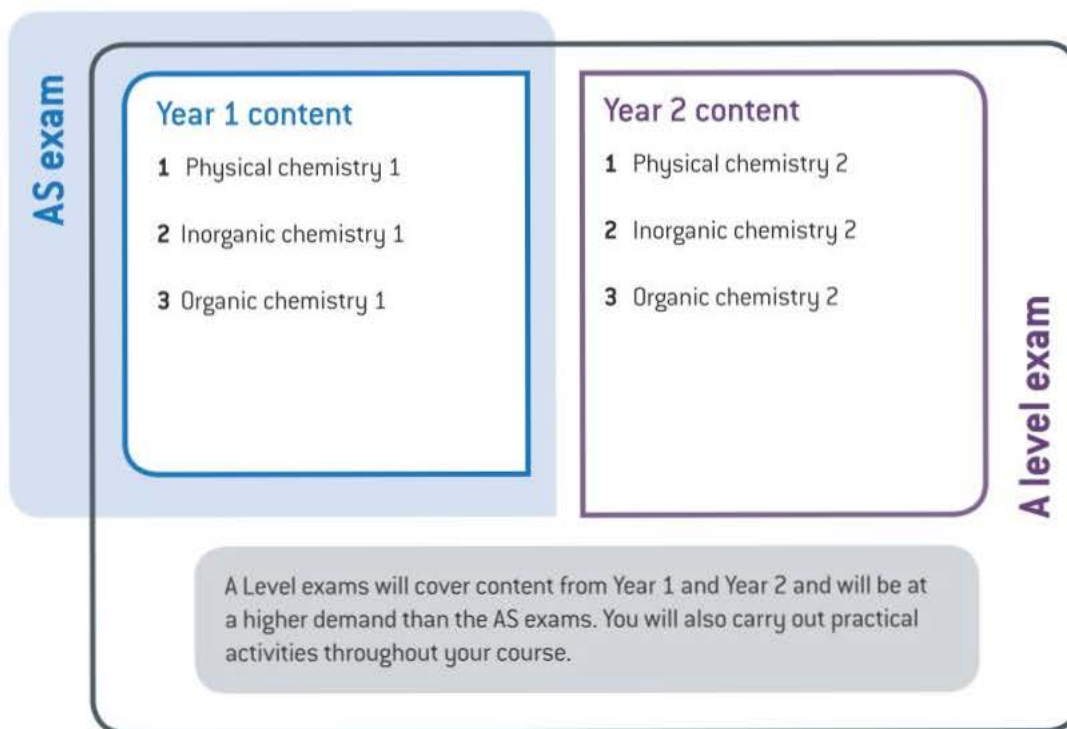 AS exam
Year 1 content
1 Physical chemistry 1
2 Inorganic chemistry 1
3 Organic chemistry 1
Year 2 content
1 Physical chemistry 2
2 Inorganic chemistry 2
3 Organic chemistry 2
A level exam
A Level exams will cover content from Year 1 and Year 2 and will be at
a higher demand than the AS exams. You will also carry out practical
activities throughout your course.